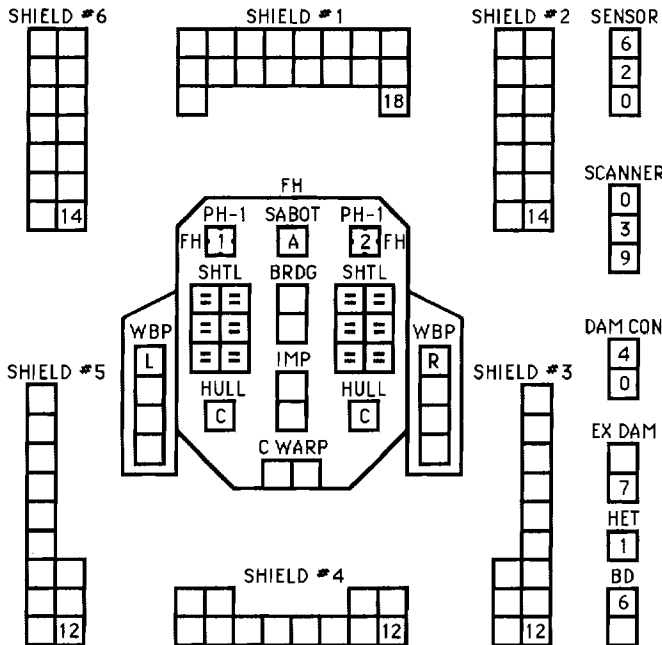 SHIELD #6 SHIELD #1 SHIELD #2 SENSOR
6
2
0
18
14 14
SCANNER
0
3
9
FH
PH-1 SABOT PH-1
FH 1 A 2 FH
SHTL BRDG SHTL
= = = =
= = = =
= = = =
WBP WBP
L R
IMP
HULL HULL
C C
C WARP
DAM CON
4
0
SHIELD #5 SHIELD #3
EX DAM
7
HET
1
BD
6
SHIELD #4
12 12 12